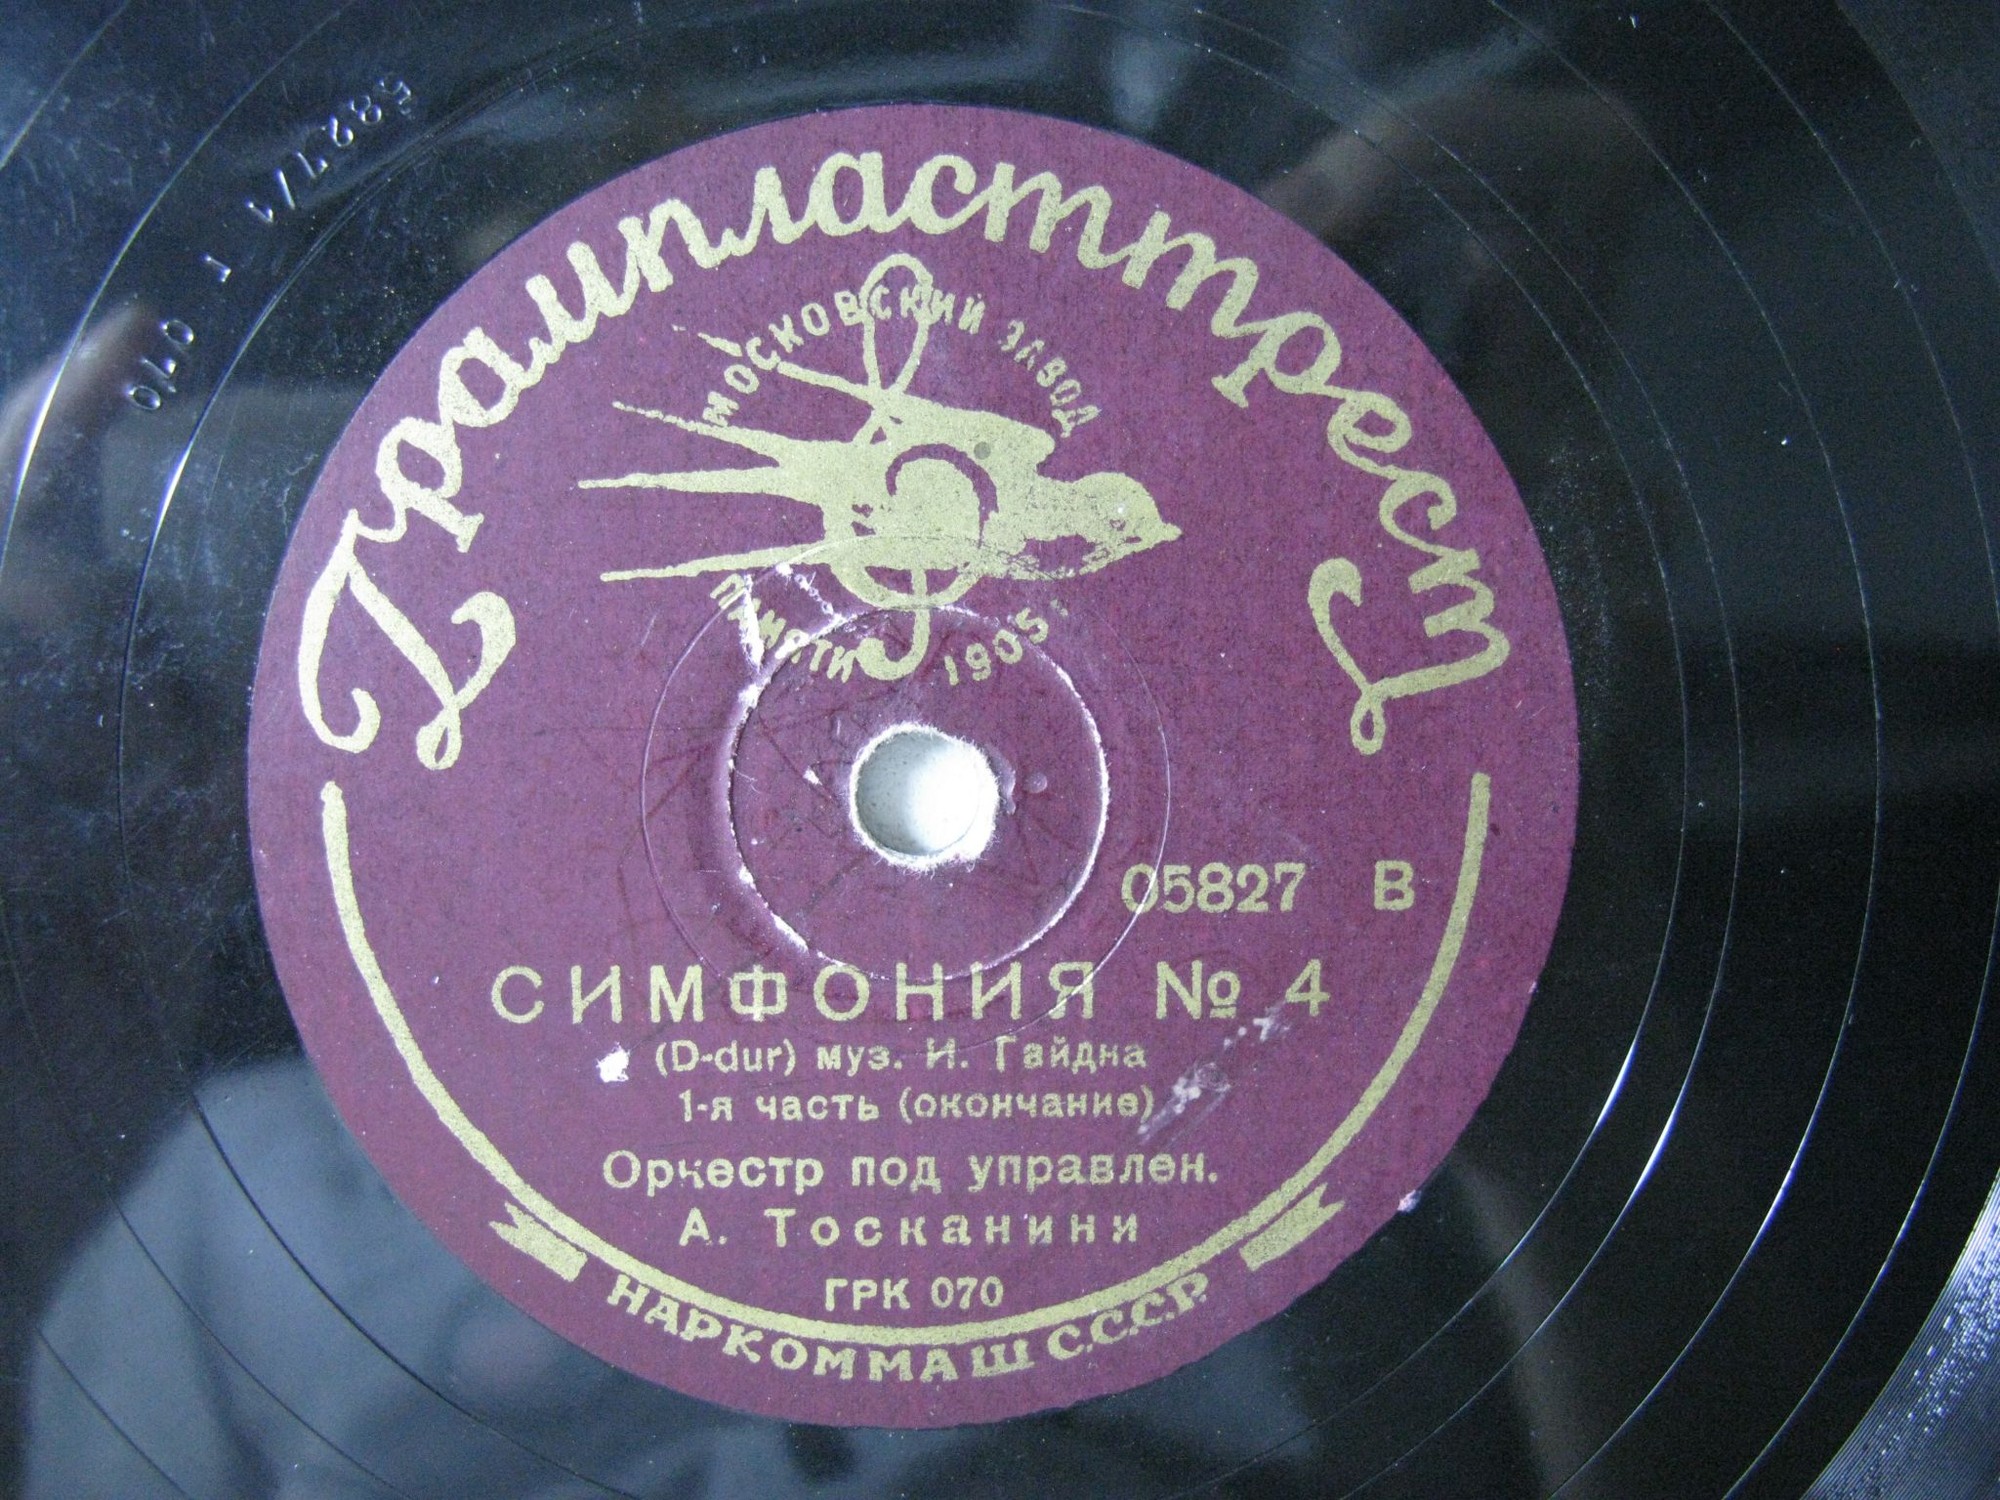 Грампласттрест
МОСКОВСКИЙ ЗАВОД
ПАМЯТИ 1905"
05827 В
СИМФОНИЯ № 4
(D-dur) муз. И. Гайдна
1-я часть (окончание)
Оркестр под управлен.
А. Тосканини
ГРК 070
НАРКОММАШ С.С.С.Р.
5827/1 Г 070